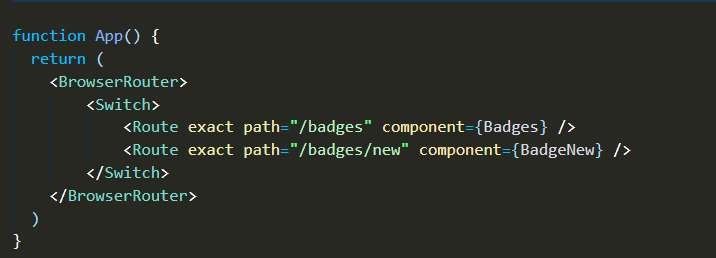 function App() {
  return (
    <BrowserRouter>
        <Switch>
            <Route exact path="/badges" component={Badges} />
            <Route exact path="/badges/new" component={BadgeNew} />
        </Switch>
    </BrowserRouter>
  )
}